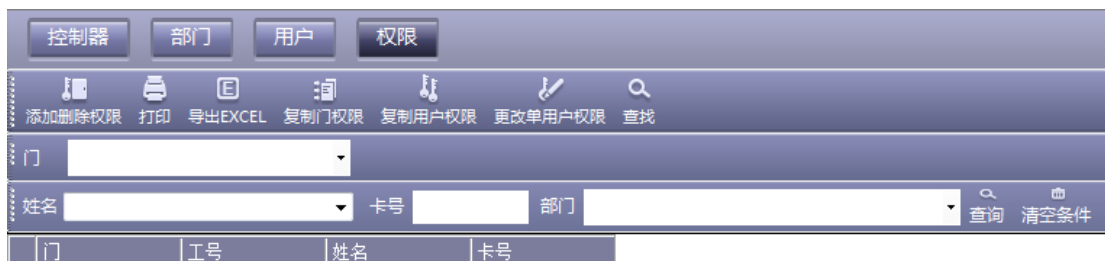 控制器 部门 用户 权限
添加删除权限 打印 导出EXCEL 复制门权限 复制用户权限 更改单用户权限 查找
门
姓名 卡号 部门 查询 清空条件
门 工号 姓名 卡号